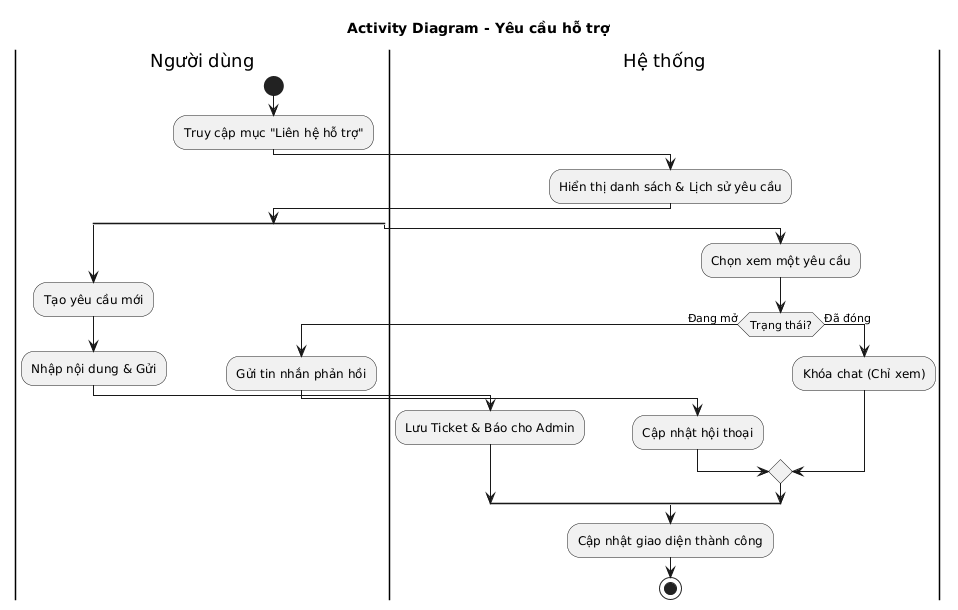 Activity Diagram - Yêu cầu hỗ trợ
Người dùng
Hệ thống
Truy cập mục "Liên hệ hỗ trợ"
Hiển thị danh sách & Lịch sử yêu cầu
Chọn xem một yêu cầu
Tạo yêu cầu mới
Đang mở
Trạng thái?
Đã đóng
Nhập nội dung & Gửi
Gửi tin nhắn phản hồi
Khóa chat (Chỉ xem)
Lưu Ticket & Báo cho Admin
Cập nhật hội thoại
Cập nhật giao diện thành công